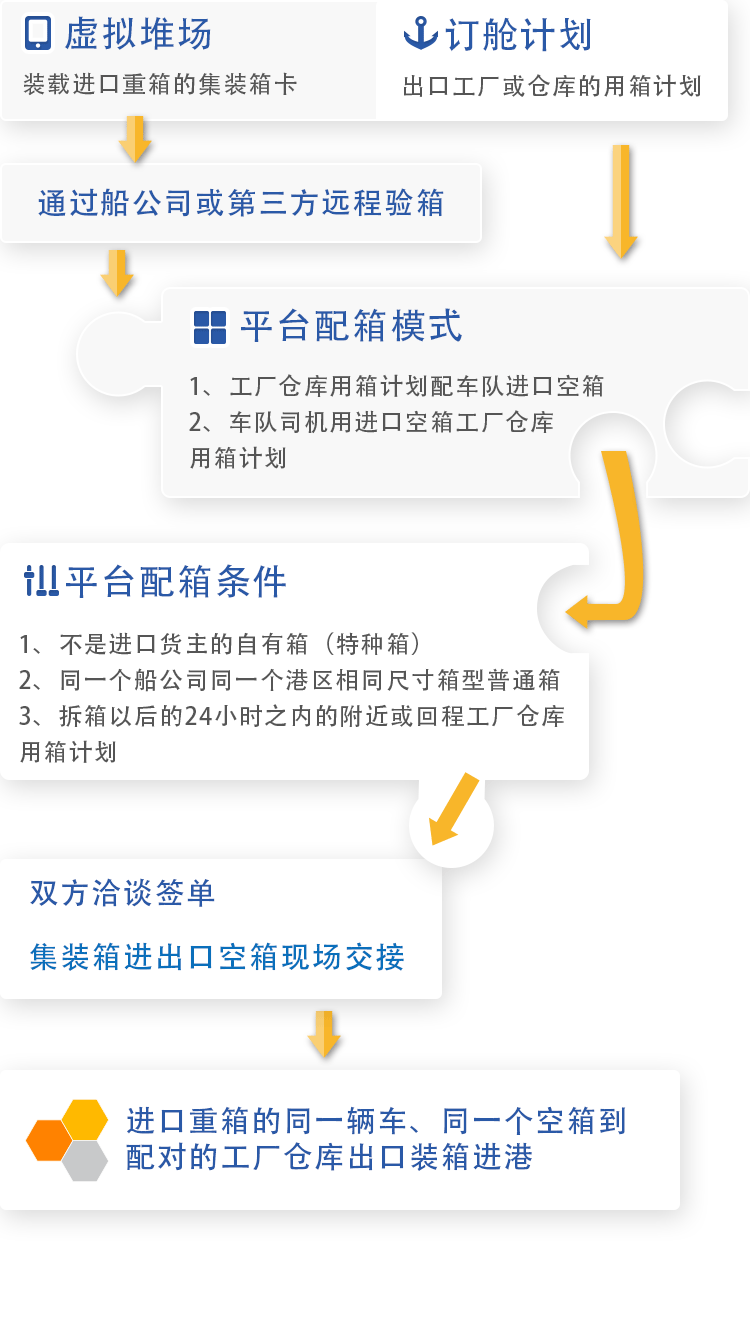 虚拟堆场
装载进口重箱的集装箱卡
订舱计划
出口工厂或仓库的用箱计划
通过船公司或第三方远程验箱
平台配箱模式
1、工厂仓库用箱计划配车队进口空箱
2、车队司机用进口空箱工厂仓库
用箱计划
平台配箱条件
1、不是进口货主的自有箱（特种箱）
2、同一个船公司同一个港区相同尺寸箱型普通箱
3、拆箱以后的24小时之内的附近或回程工厂仓库
用箱计划
双方洽谈签单
集装箱进出口空箱现场交接
进口重箱的同一辆车、同一个空箱到
配对的工厂仓库出口装箱进港